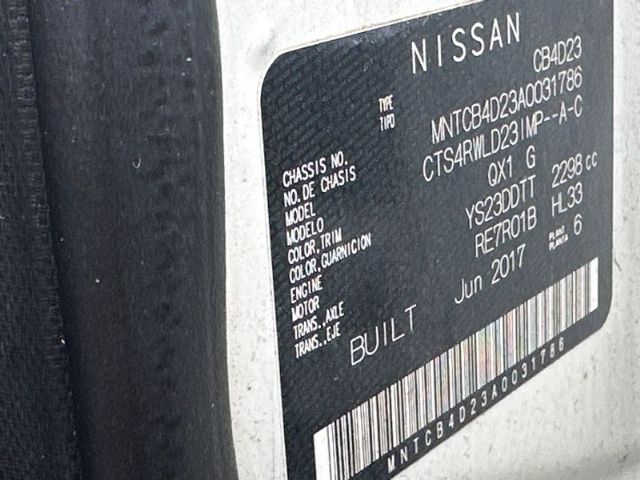 NISSAN
TYPE
TIPO CB4D23
CHASSIS NO.
NO. DE CHASIS MNTCB4D23A0031786
MODEL
MODELO CTS4RWLD23IMP--A-C
COLOR,TRIM
COLOR,GUARNICION QX1 G
ENGINE
MOTOR YS23DDTT 2298 cc
TRANS.,AXLE
TRANS.,EJE RE7R01B HL33
PLANT
PLANTA 6
BUILT Jun 2017
MNTCB4D23A0031786